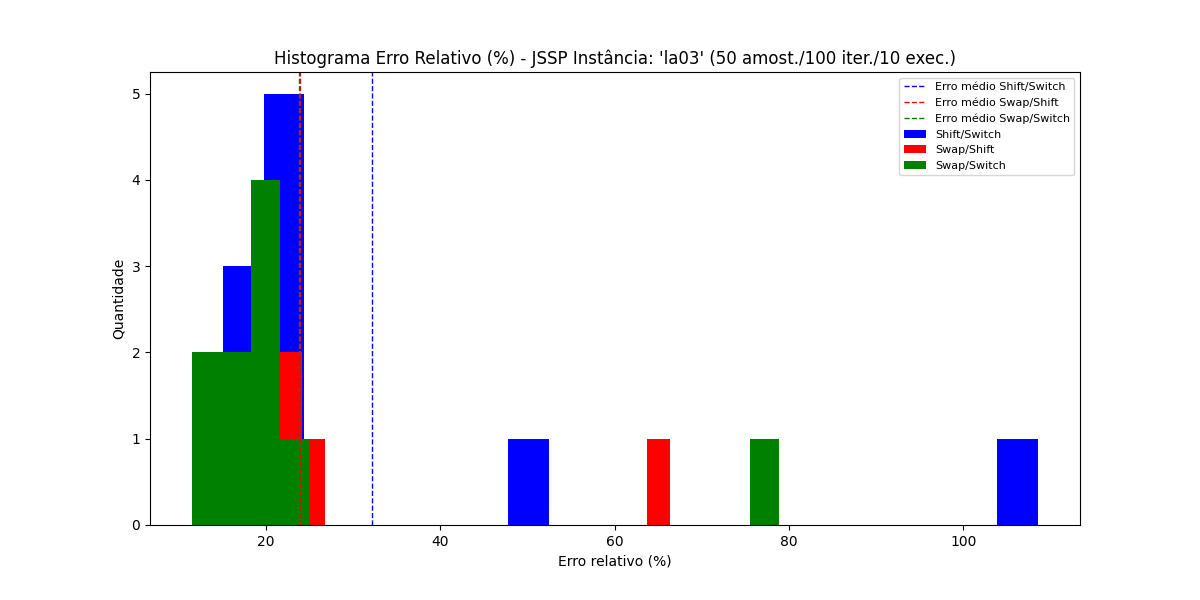 Histograma Erro Relativo (%) - JSSP Instância: 'la03' (50 amost./100 iter./10 exec.)
Erro médio Shift/Switch
Erro médio Swap/Shift
Erro médio Swap/Switch
Shift/Switch
Swap/Shift
Swap/Switch
Quantidade
5
4
3
2
1
0
20 40 60 80 100
Erro relativo (%)